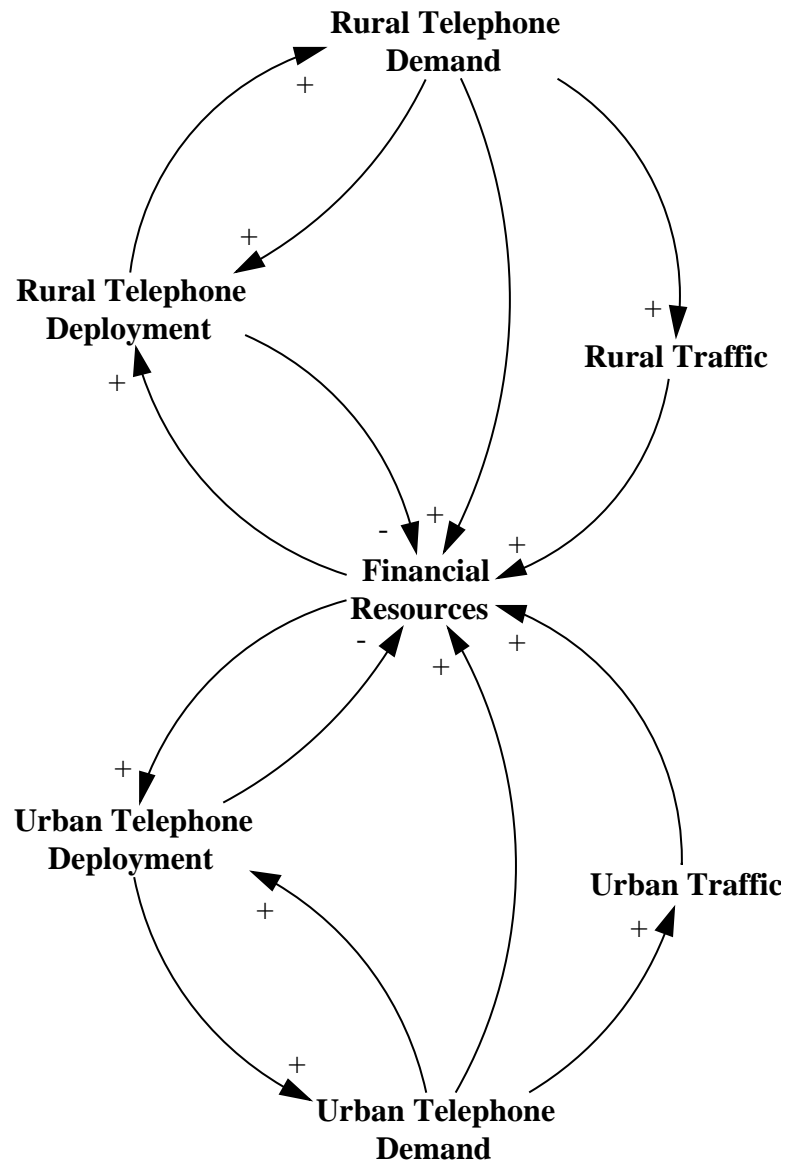 Rural Telephone
Demand
+
+
Rural Telephone
Deployment
+
Rural Traffic
+
-
+
+
Financial
Resources
-
+
+
+
Urban Telephone
Deployment
Urban Traffic
+
+
+
Urban Telephone
Demand